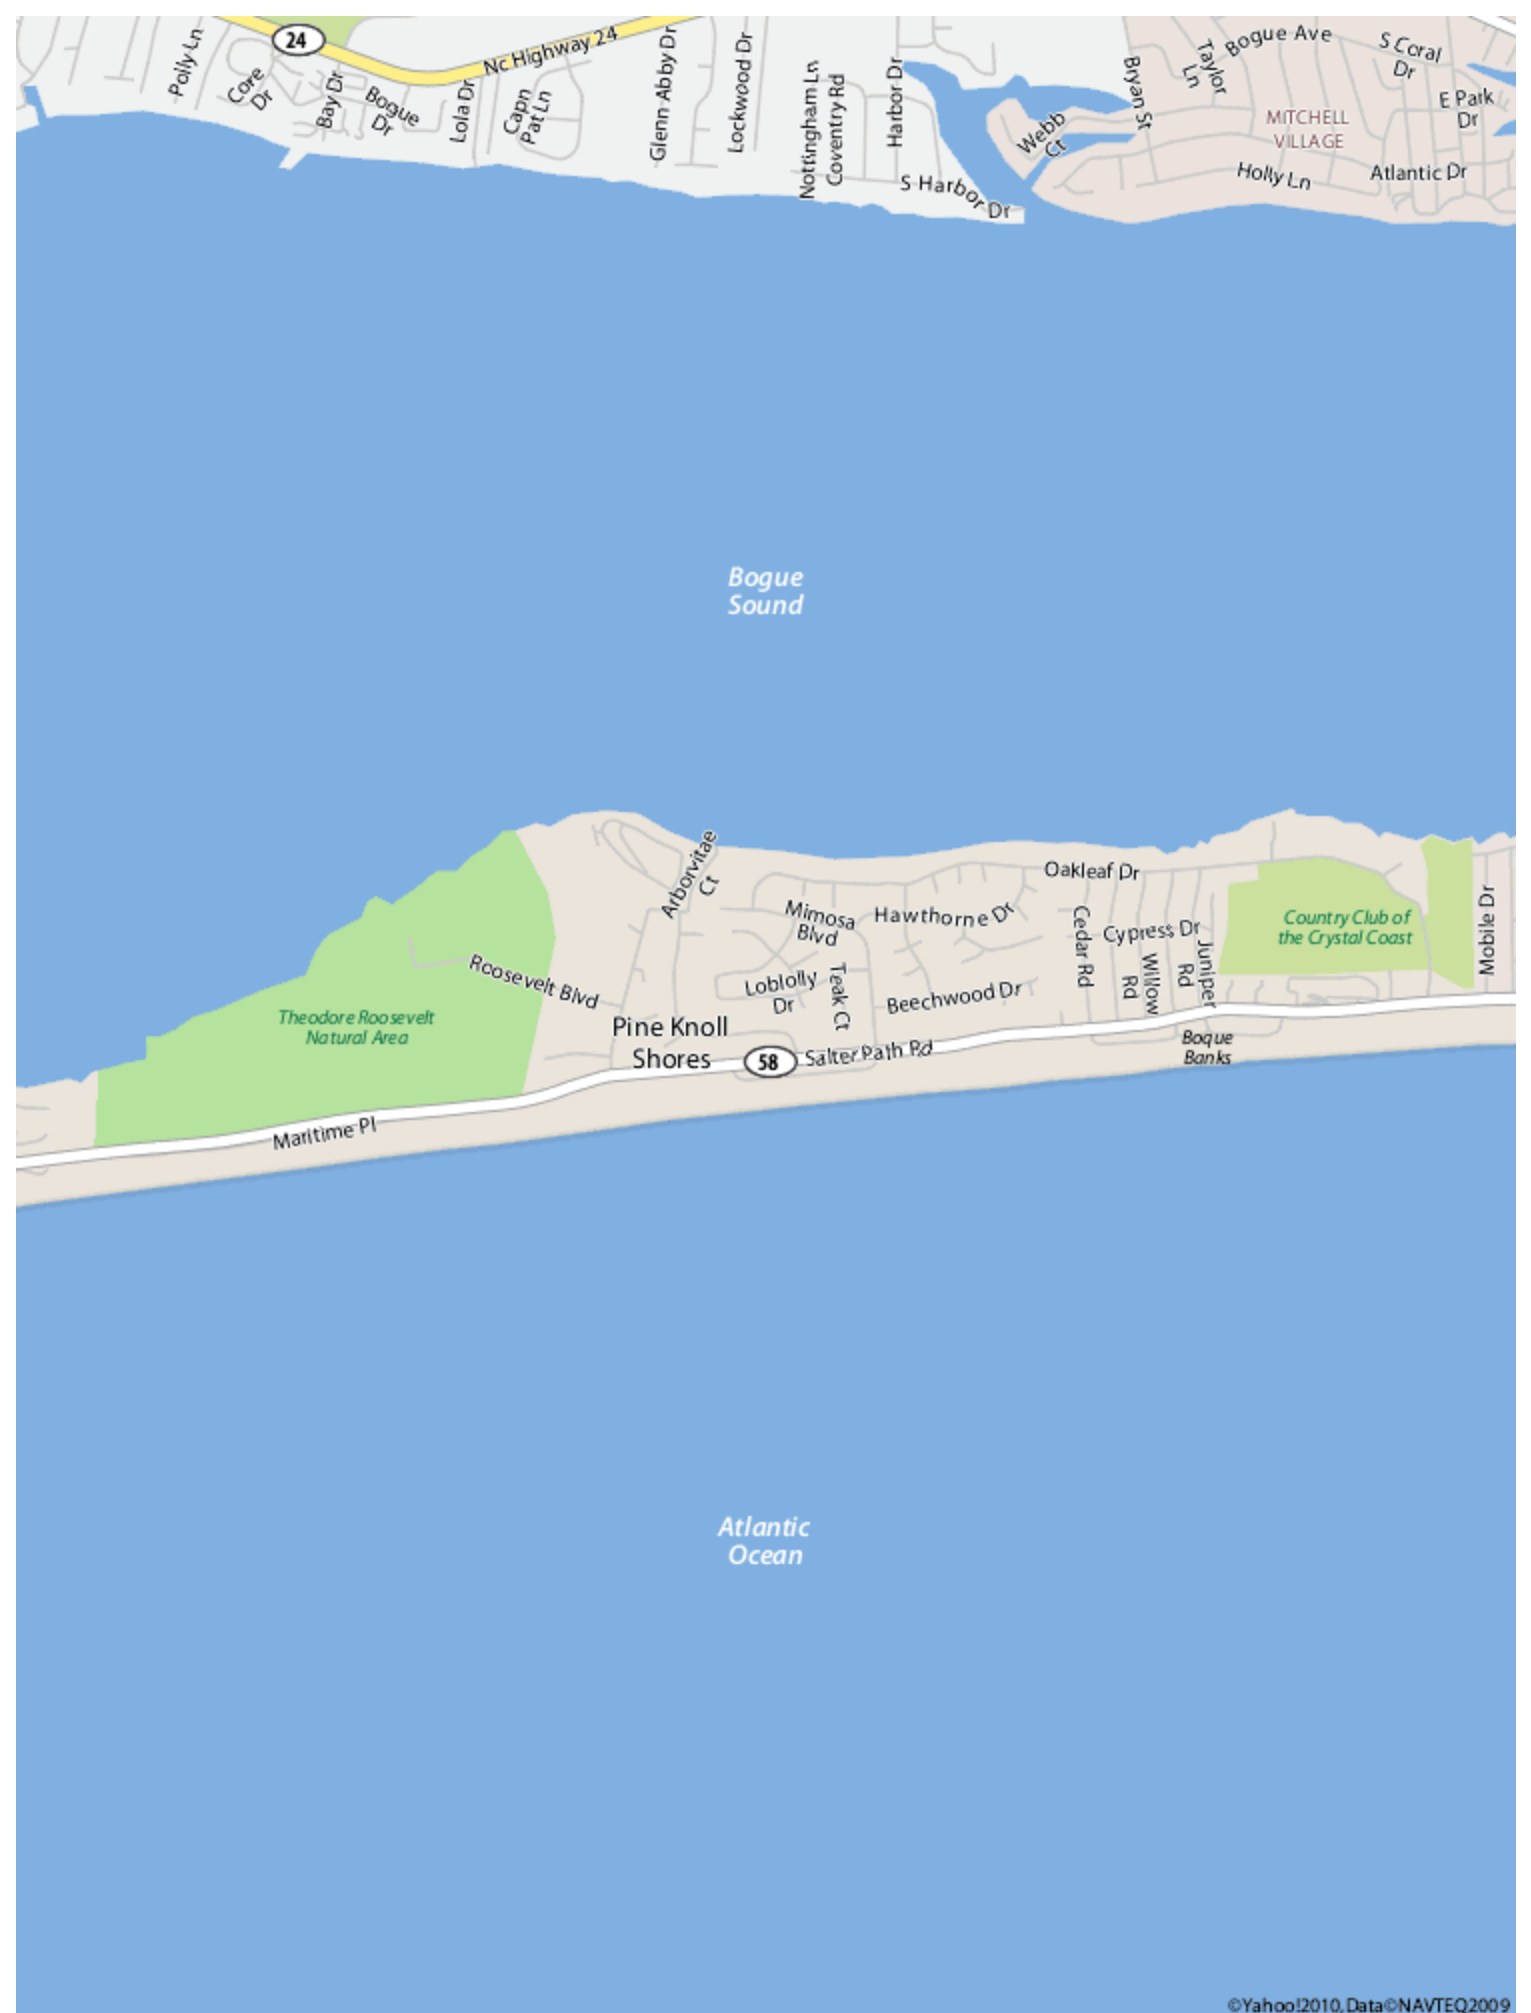 Polly Ln
24
Core
Dr
Bay Dr
Bogue
Dr
Lola Dr
Nc Highway 24
Capn
Pat Ln
Glenn Abby Dr
Lockwood Dr
Nottingham Ln
Coventry Rd
Harbor Dr
S Harbor Dr
Webb
Ct
Bryan St
Taylor
Ln
Bogue Ave
S Coral
Dr
E Park
Dr
MITCHELL
VILLAGE
Holly Ln
Atlantic Dr
Bogue
Sound
Arborvitae
Ct
Oakleaf Dr
Mimosa
Blvd
Hawthorne Dr
Cedar Rd
Cypress Dr
Country Club of
the Crystal Coast
Mobile Dr
Roosevelt Blvd
Loblolly
Dr
Teak Ct
Beechwood Dr
Willow
Rd
Juniper
Rd
Theodore Roosevelt
Natural Area
Pine Knoll
Shores
58
Salter Path Rd
Boque
Banks
Maritime Pl
Atlantic
Ocean
©Yahoo!2010, Data©NAVTEQ2009